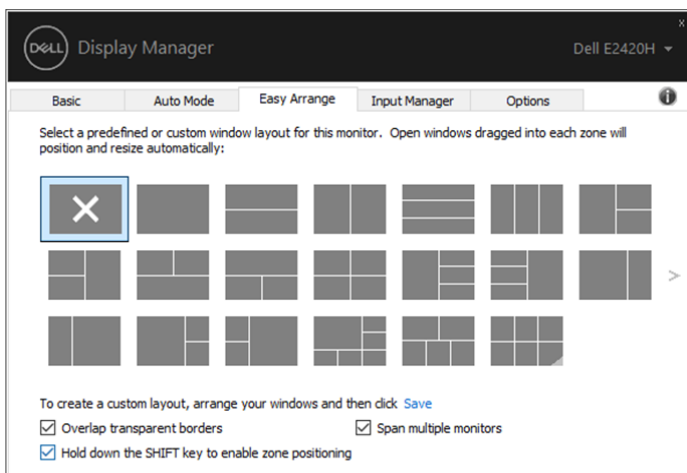 x
DELL Display Manager Dell E2420H
Basic Auto Mode Easy Arrange Input Manager Options i
Select a predefined or custom window layout for this monitor. Open windows dragged into each zone will
position and resize automatically:
>
To create a custom layout, arrange your windows and then click Save
Overlap transparent borders Span multiple monitors
Hold down the SHIFT key to enable zone positioning